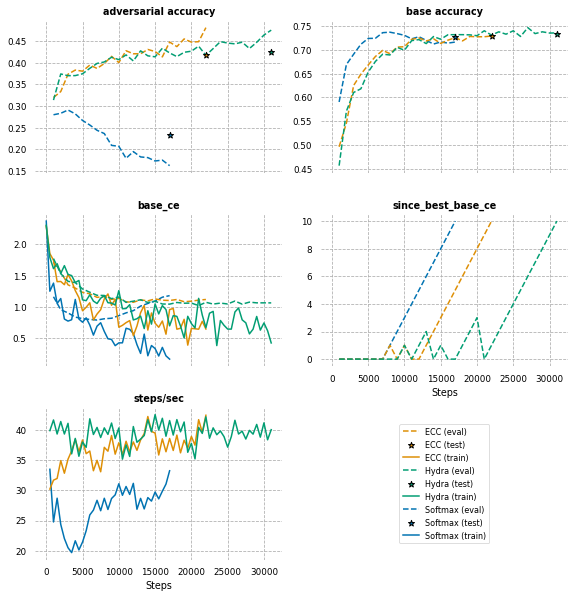 adversarial accuracy
0.45
0.40
0.35
0.30
0.25
0.20
0.15
base accuracy
0.75
0.70
0.65
0.60
0.55
0.50
0.45
base_ce
2.0
1.5
1.0
0.5
since_best_base_ce
10
8
6
4
2
0
0 5000 10000 15000 20000 25000 30000
Steps
steps/sec
40
35
30
25
20
0 5000 10000 15000 20000 25000 30000
Steps
ECC (eval)
ECC (test)
ECC (train)
Hydra (eval)
Hydra (test)
Hydra (train)
Softmax (eval)
Softmax (test)
Softmax (train)